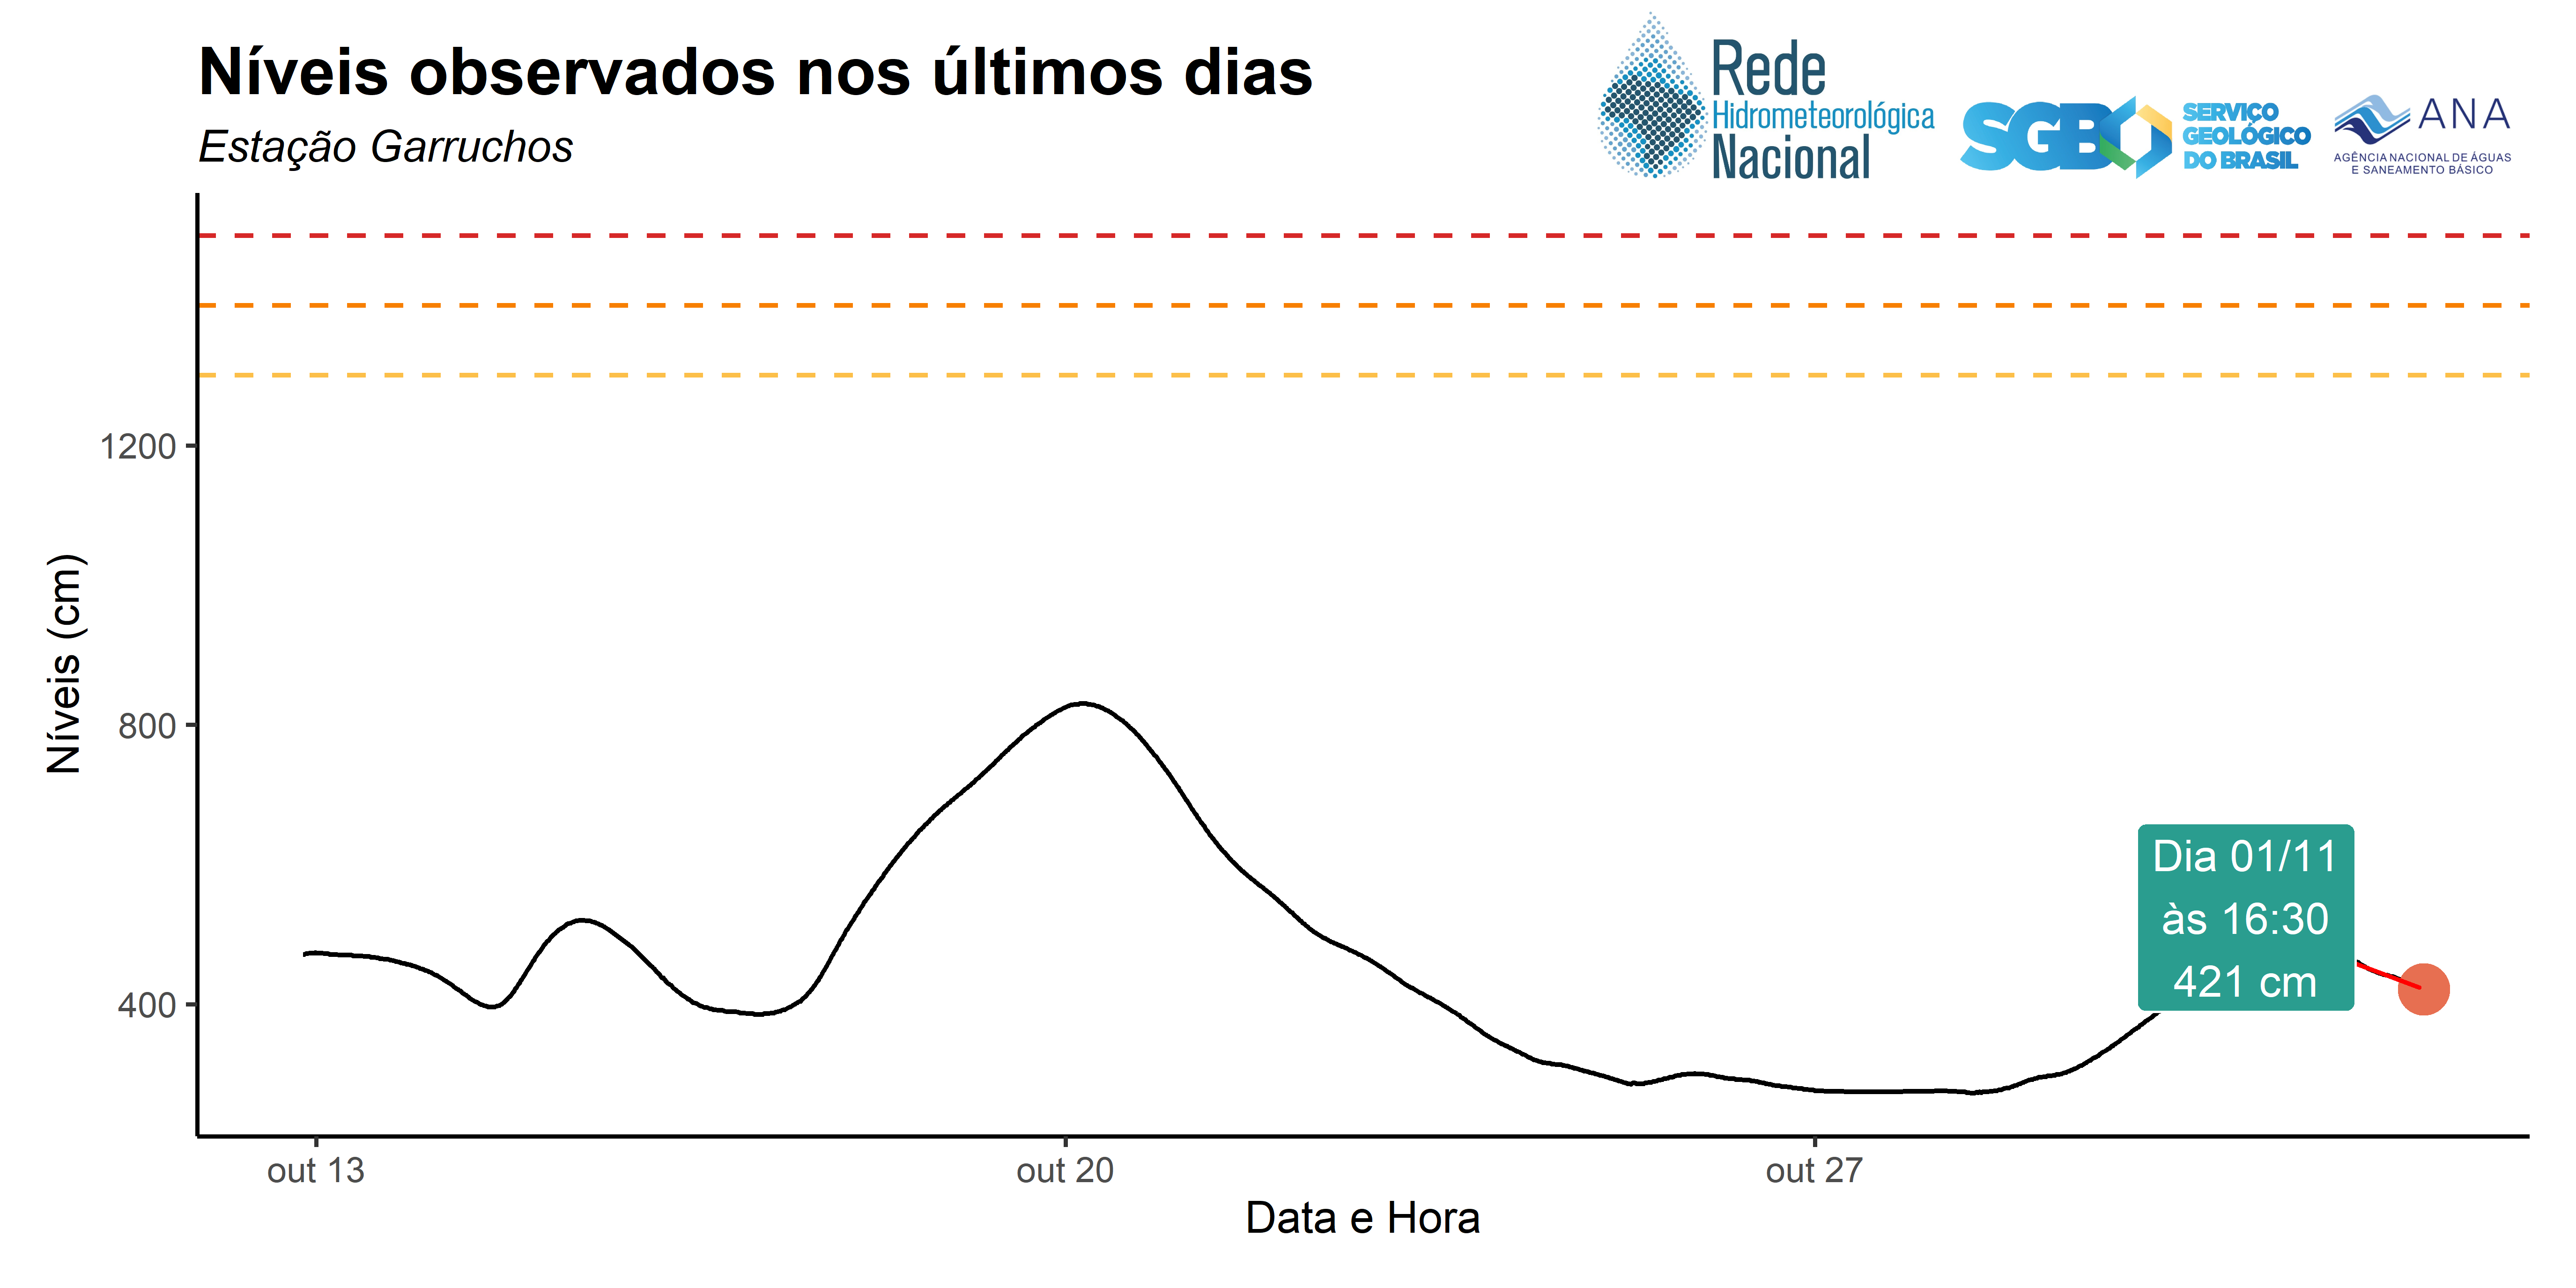 Níveis observados nos últimos dias
Estação Garruchos
Rede
Hidrometeorológica
Nacional
SGB
SERVIÇO
GEOLÓGICO
DO BRASIL
ANA
AGÊNCIA NACIONAL DE ÁGUAS
E SANEAMENTO BÁSICO
1200
800
400
Níveis (cm)
Dia 01/11
às 16:30
421 cm
out 13
out 20
out 27
Data e Hora